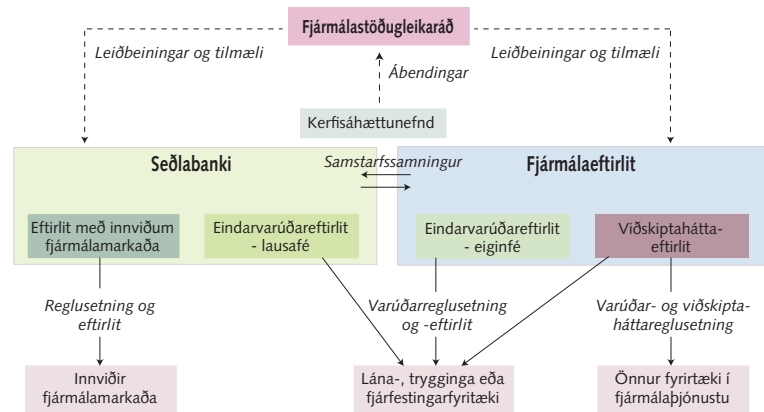 Fjármálastöðugleikaráð
Leiðbeiningar og tilmæli
Leiðbeiningar og tilmæli
Ábendingar
Kerfisáhættunefnd
Seðlabanki
Samstarfssamningur
Fjármálaeftirlit
Eftirlit með innviðum
fjármálamarkaða
Eindarvarúðareftirlit
- lausafé
Eindarvarúðareftirlit
- eiginfé
Viðskiptahátta-
eftirlit
Reglusetning og
eftirlit
Varúðarreglusetning
og -eftirlit
Varúðar- og viðskipta-
háttareglusetning
Innviðir
fjármálamarkaða
Lána-, trygginga eða
fjárfestingarfyritæki
Önnur fyrirtæki í
fjármálaþjónustu